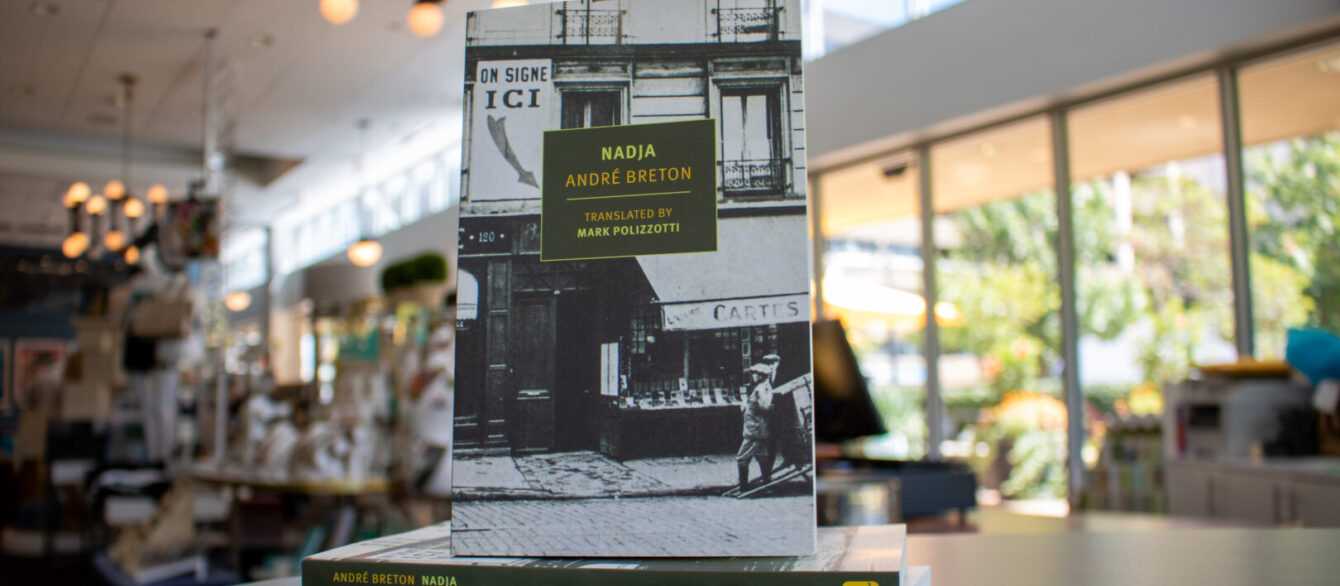 ON SIGNE
ICI
NADJA
ANDRÉ BRETON
TRANSLATED BY
MARK POLIZZOTTI
120
CARTES
ANDRÉ BRETON NADJA